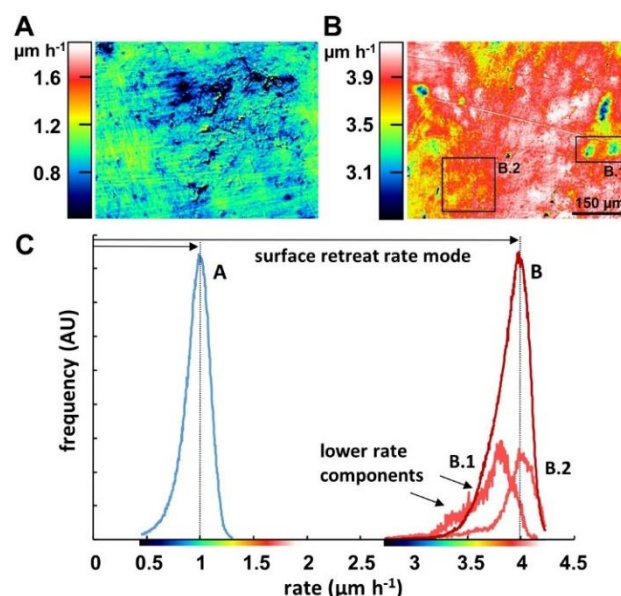 A
B
µm h⁻¹
µm h⁻¹
1.6
1.2
0.8
3.9
3.5
3.1
B.2
B.1
150 µm
C
surface retreat rate mode
A
B
lower rate
components
B.1
B.2
frequency (AU)
0 0.5 1 1.5 2 2.5 3 3.5 4 4.5
rate (µm h⁻¹)